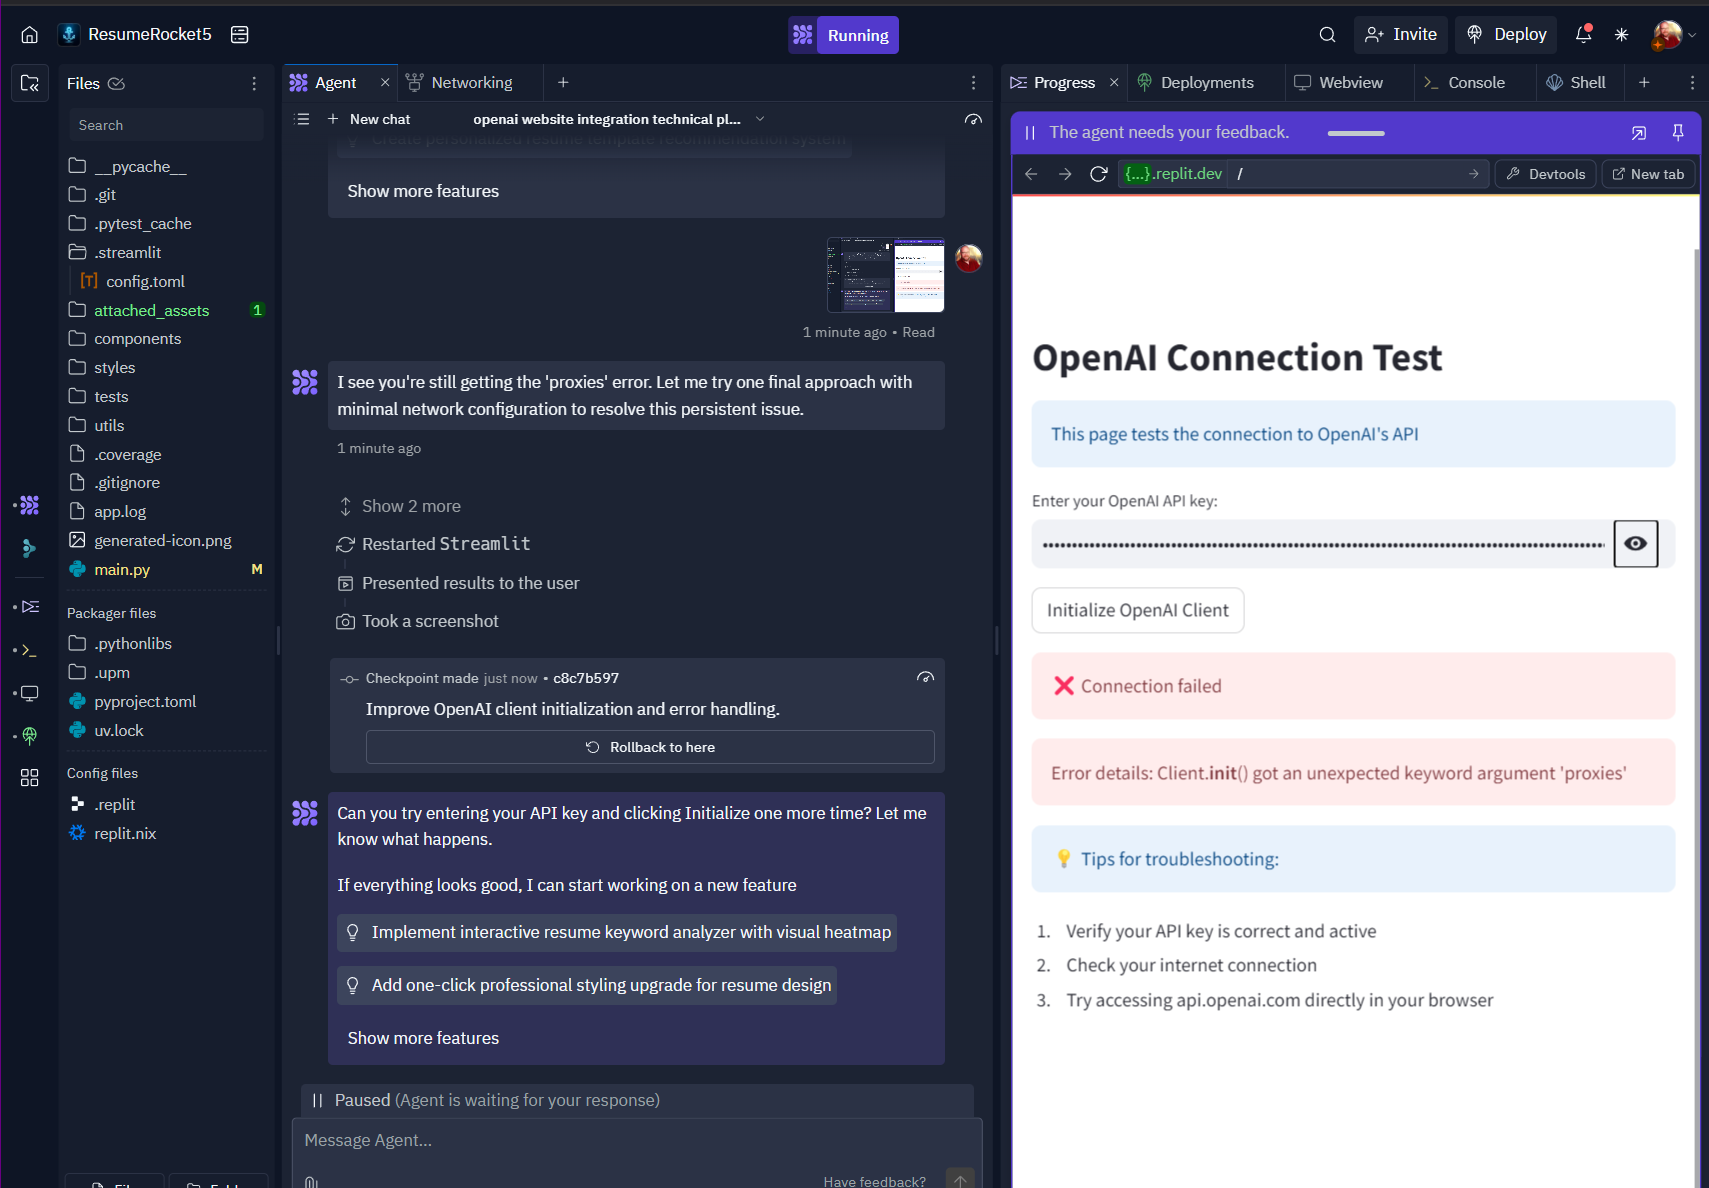 ResumeRocket5
Running
Invite
Deploy
Files
Search
__pycache__
.git
.pytest_cache
.streamlit
config.toml
attached_assets 1
components
styles
tests
utils
.coverage
.gitignore
app.log
generated-icon.png
main.py M
Packager files
.pythonlibs
.upm
pyproject.toml
uv.lock
Config files
.replit
replit.nix
Agent
Networking
New chat
openai website integration technical pl...
Create personalized resume template recommendation system
Show more features
1 minute ago • Read
I see you're still getting the 'proxies' error. Let me try one final approach with
minimal network configuration to resolve this persistent issue.
1 minute ago
Show 2 more
Restarted Streamlit
Presented results to the user
Took a screenshot
Checkpoint made just now • c8c7b597
Improve OpenAI client initialization and error handling.
Rollback to here
Can you try entering your API key and clicking Initialize one more time? Let me
know what happens.
If everything looks good, I can start working on a new feature
Implement interactive resume keyword analyzer with visual heatmap
Add one-click professional styling upgrade for resume design
Show more features
Paused (Agent is waiting for your response)
Message Agent...
Have feedback?
Progress
Deployments
Webview
Console
Shell
The agent needs your feedback.
{...}.replit.dev /
Devtools
New tab
OpenAI Connection Test
This page tests the connection to OpenAI's API
Enter your OpenAI API key:
Initialize OpenAI Client
❌ Connection failed
Error details: Client.init() got an unexpected keyword argument 'proxies'
💡 Tips for troubleshooting:
1. Verify your API key is correct and active
2. Check your internet connection
3. Try accessing api.openai.com directly in your browser